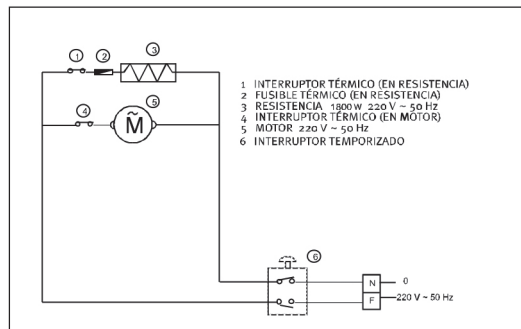 1
2
3
1 INTERRUPTOR TÉRMICO (EN RESISTENCIA)
2 FUSIBLE TÉRMICO (EN RESISTENCIA)
3 RESISTENCIA 1800W 220 V ~ 50 Hz
4 INTERRUPTOR TÉRMICO (EN MOTOR)
5 MOTOR 220 V ~ 50 Hz
6 INTERRUPTOR TEMPORIZADO
4
5
M̃
6
N 0
F 220 V ~ 50 Hz